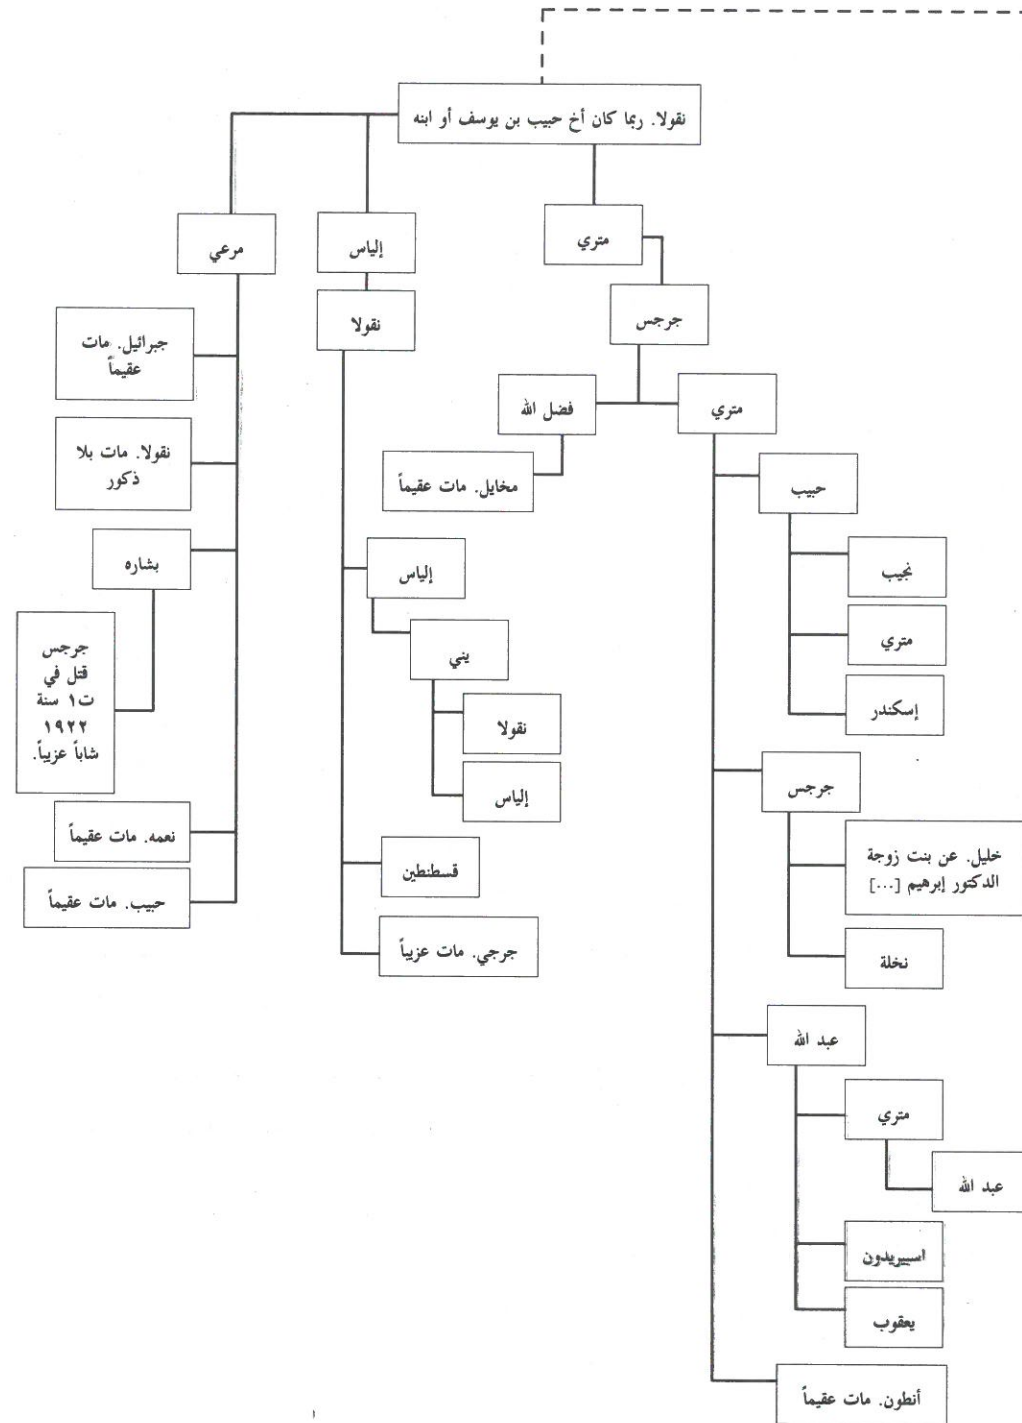 نقولا. ربما كان أخ حبيب بن يوسف أو ابنه
متري
جرجس
متري
حبيب
نجيب
متري
إسكندر
جرجس
خليل. عن بنت زوجة
الدكتور إبرهيم [...]
نخلة
عبد الله
متري
عبد الله
اسبيريدون
يعقوب
أنطون. مات عقيماً
فضل الله
مخايل. مات عقيماً
إلياس
نقولا
إلياس
يني
نقولا
إلياس
قسطنطين
جرجي. مات عزيباً
مرعي
جبرائيل. مات
عقيماً
نقولا. مات بلا
ذكور
بشاره
جرجس
قتل في
ت١ سنة
١٩٢٢
شاباً عزيباً.
نعمه. مات عقيماً
حبيب. مات عقيماً